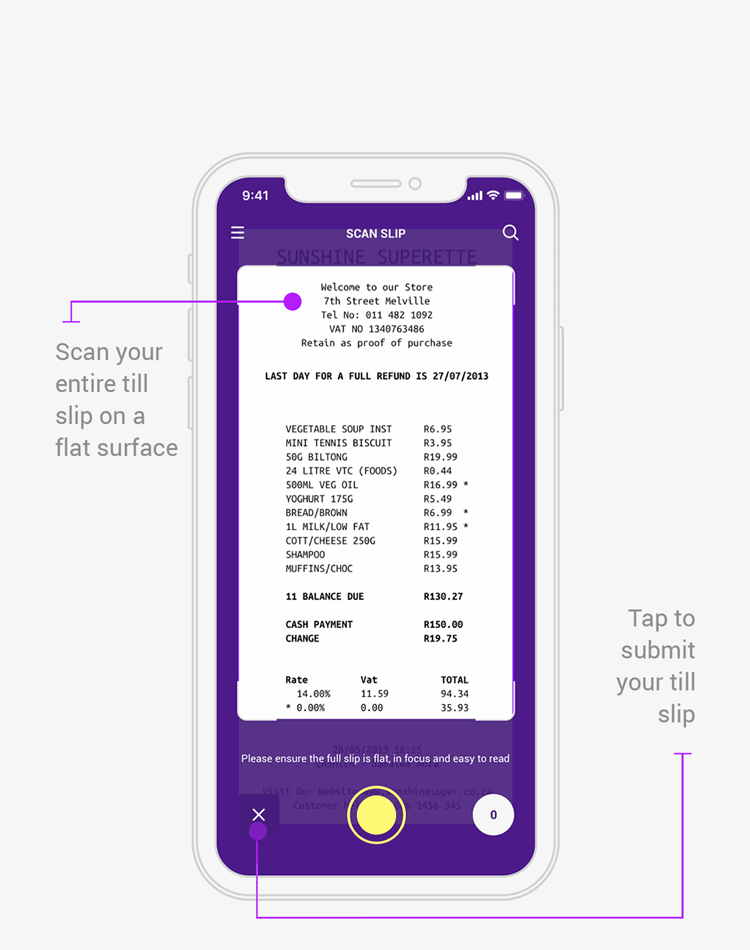 9:41
SCAN SLIP
SUNSHINE SUPERETTE
Welcome to our Store
7th Street Melville
Tel No: 011 482 1092
VAT NO 1340763486
Retain as proof of purchase
LAST DAY FOR A FULL REFUND IS 27/07/2013
VEGETABLE SOUP INST R6.95
MINI TENNIS BISCUIT R3.95
50G BILTONG R19.99
24 LITRE VTC (FOODS) R0.44
500ML VEG OIL R16.99 *
YOGHURT 175G R5.49
BREAD/BROWN R6.99 *
1L MILK/LOW FAT R11.95 *
COTT/CHEESE 250G R15.99
SHAMPOO R15.99
MUFFINS/CHOC R13.95
11 BALANCE DUE R130.27
CASH PAYMENT R150.00
CHANGE R19.75
Rate Vat TOTAL
14.00% 11.59 94.34
* 0.00% 0.00 35.93
28/05/2013 18:15
Please ensure the full slip is flat, in focus and easy to read
Visit Our Website
Customer
1456 345
0
Scan your
entire till
slip on a
flat surface
Tap to
submit
your till
slip